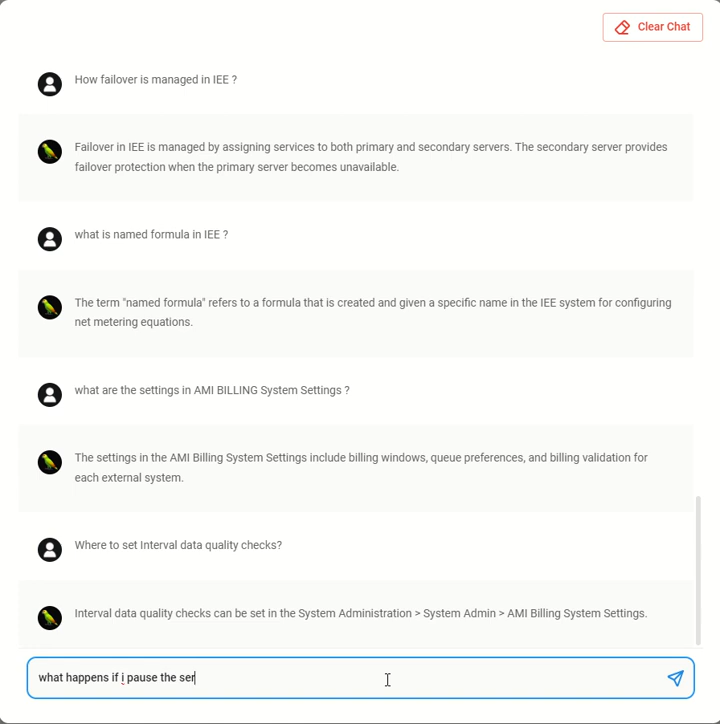 Clear Chat
How failover is managed in IEE ?
Failover in IEE is managed by assigning services to both primary and secondary servers. The secondary server provides
failover protection when the primary server becomes unavailable.
what is named formula in IEE ?
The term "named formula" refers to a formula that is created and given a specific name in the IEE system for configuring
net metering equations.
what are the settings in AMI BILLING System Settings ?
The settings in the AMI Billing System Settings include billing windows, queue preferences, and billing validation for
each external system.
Where to set Interval data quality checks?
Interval data quality checks can be set in the System Administration > System Admin > AMI Billing System Settings.
what happens if i pause the ser